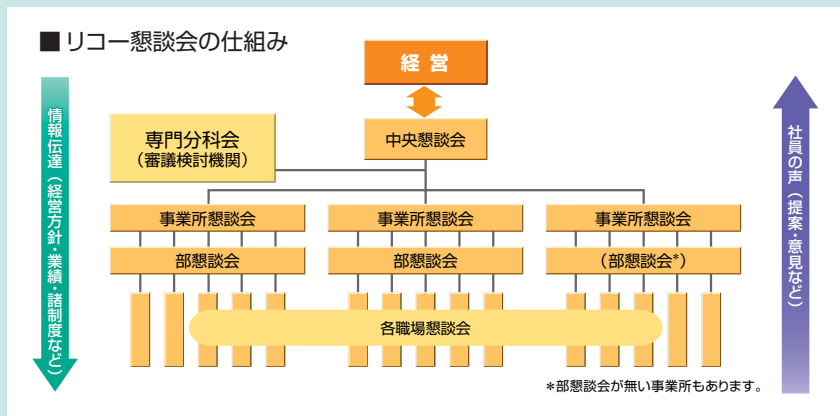 ■ リコー懇談会の仕組み
経営
情報伝達（経営方針・業績・諸制度など）
社員の声（提案・意見など）
専門分科会
（審議検討機関）
中央懇談会
事業所懇談会
事業所懇談会
事業所懇談会
部懇談会
部懇談会
（部懇談会*）
各職場懇談会
*部懇談会が無い事業所もあります。